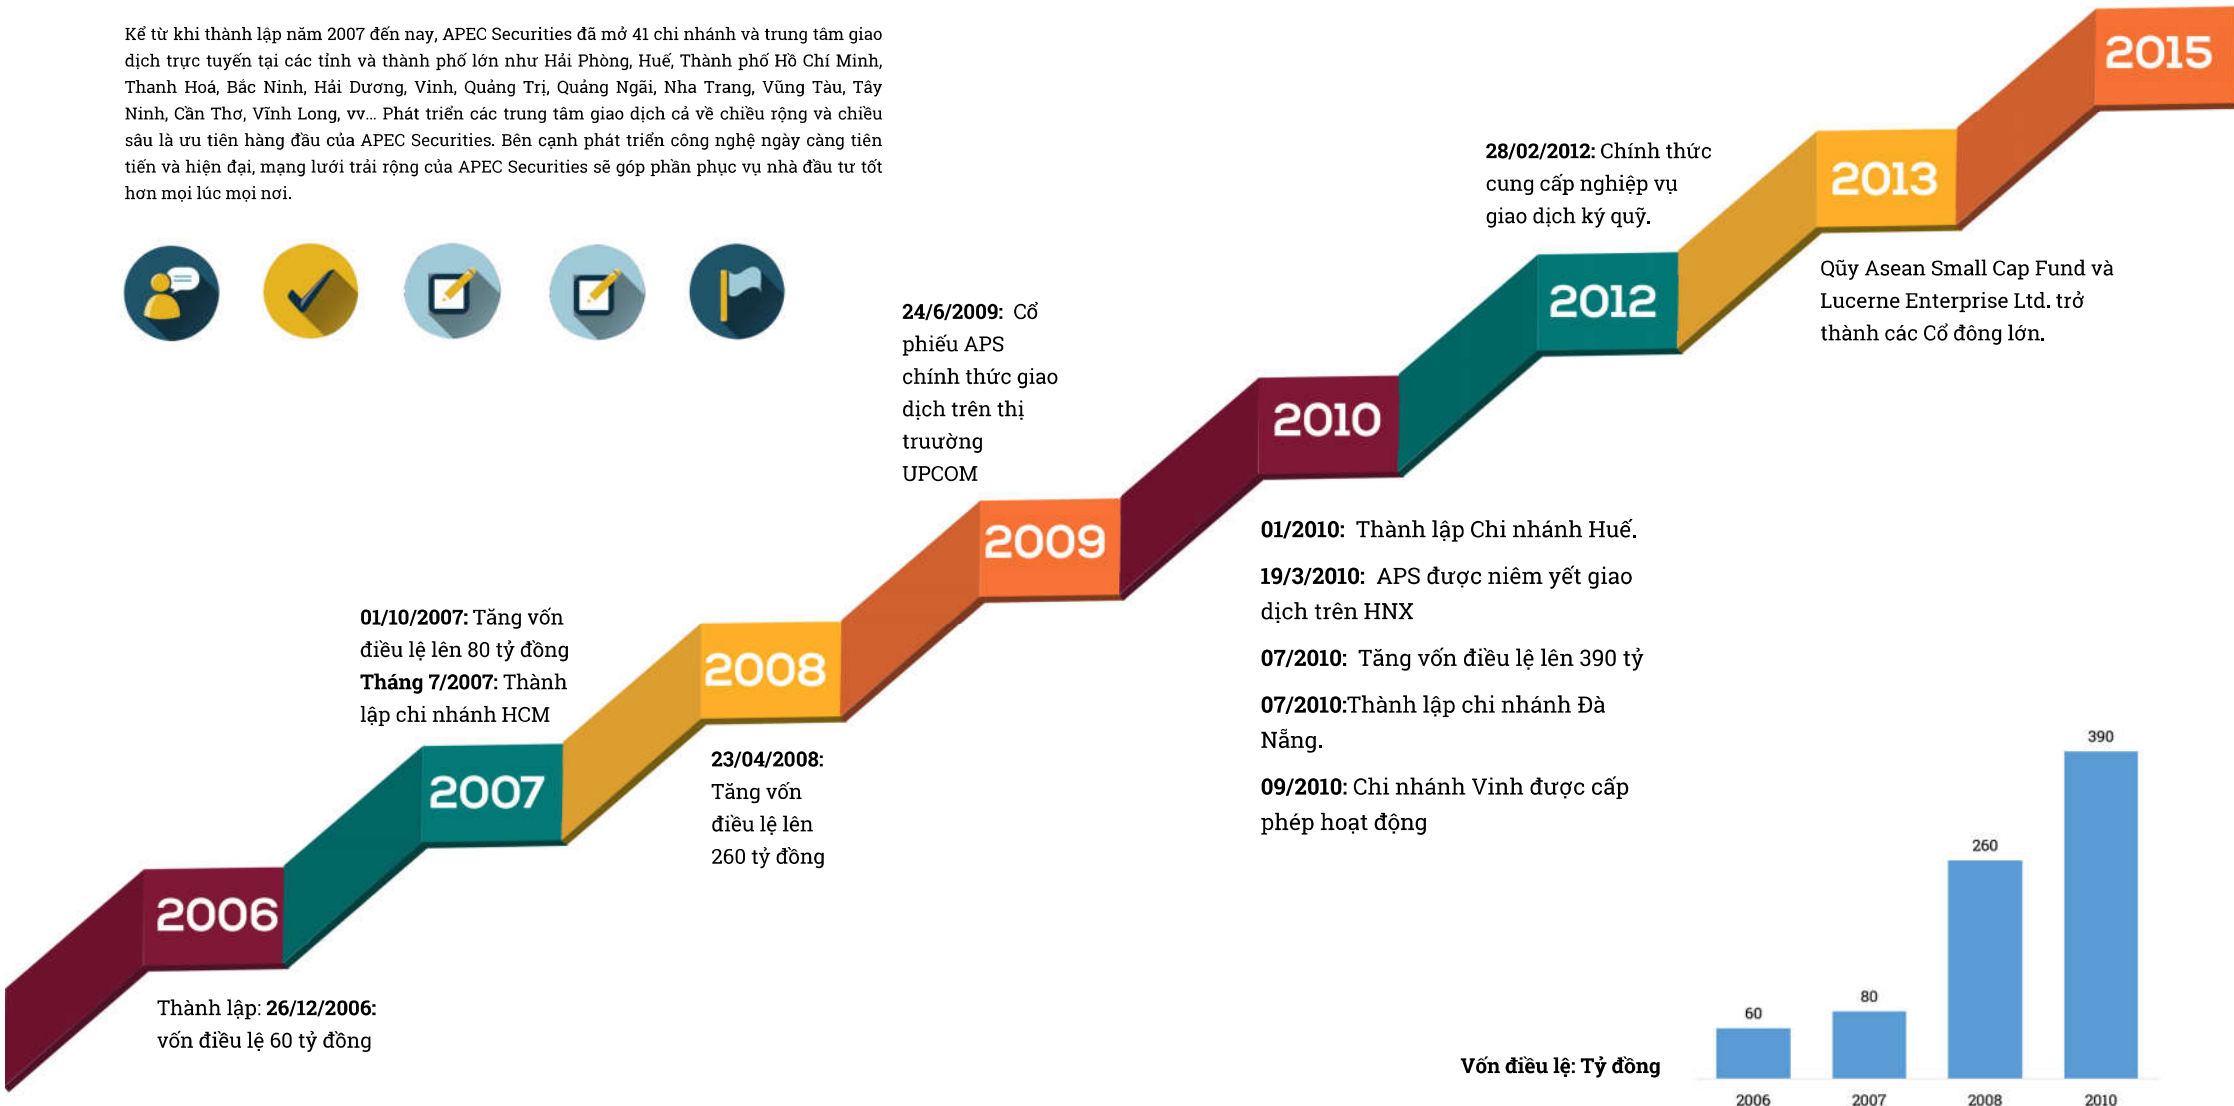 Kể từ khi thành lập năm 2007 đến nay, APEC Securities đã mở 41 chi nhánh và trung tâm giao
dịch trực tuyến tại các tỉnh và thành phố lớn như Hải Phòng, Huế, Thành phố Hồ Chí Minh,
Thanh Hoá, Bắc Ninh, Hải Dương, Vinh, Quảng Trị, Quảng Ngãi, Nha Trang, Vũng Tàu, Tây
Ninh, Cần Thơ, Vĩnh Long, vv... Phát triển các trung tâm giao dịch cả về chiều rộng và chiều
sâu là ưu tiên hàng đầu của APEC Securities. Bên cạnh phát triển công nghệ ngày càng tiên
tiến và hiện đại, mạng lưới trải rộng của APEC Securities sẽ góp phần phục vụ nhà đầu tư tốt
hơn mọi lúc mọi nơi.
2006
Thành lập: 26/12/2006:
vốn điều lệ 60 tỷ đồng
01/10/2007: Tăng vốn
điều lệ lên 80 tỷ đồng
Tháng 7/2007: Thành
lập chi nhánh HCM
2007
2008
23/04/2008:
Tăng vốn
điều lệ lên
260 tỷ đồng
24/6/2009: Cổ
phiếu APS
chính thức giao
dịch trên thị
truường
UPCOM
2009
2010
01/2010: Thành lập Chi nhánh Huế.
19/3/2010: APS được niêm yết giao
dịch trên HNX
07/2010: Tăng vốn điều lệ lên 390 tỷ
07/2010:Thành lập chi nhánh Đà
Nẵng.
09/2010: Chi nhánh Vinh được cấp
phép hoạt động
28/02/2012: Chính thức
cung cấp nghiệp vụ
giao dịch ký quỹ.
2012
2013
Qũy Asean Small Cap Fund và
Lucerne Enterprise Ltd. trở
thành các Cổ đông lớn.
2015
Vốn điều lệ: Tỷ đồng
60
80
260
390
2006
2007
2008
2010